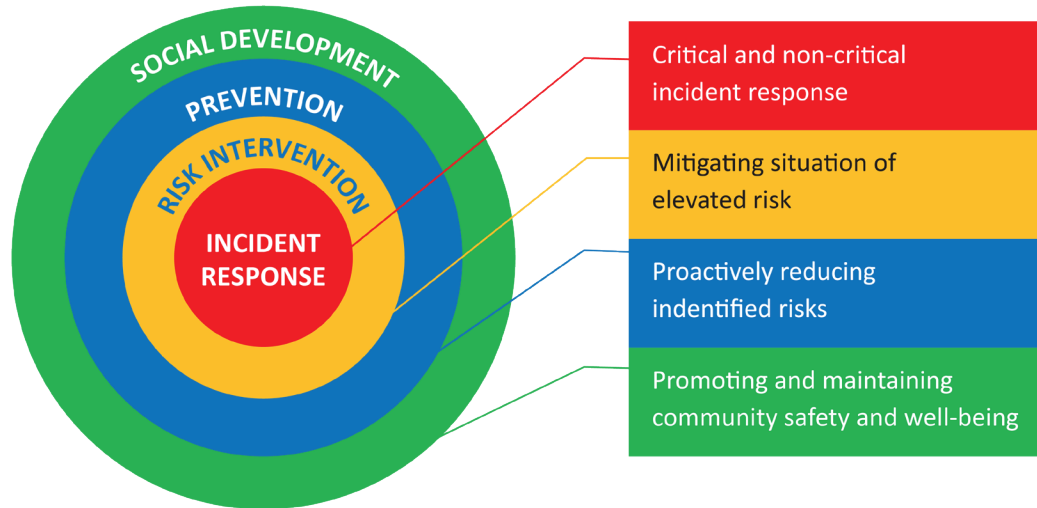 SOCIAL DEVELOPMENT
PREVENTION
RISK INTERVENTION
INCIDENT
RESPONSE
Critical and non-critical
incident response
Mitigating situation of
elevated risk
Proactively reducing
indentified risks
Promoting and maintaining
community safety and well-being